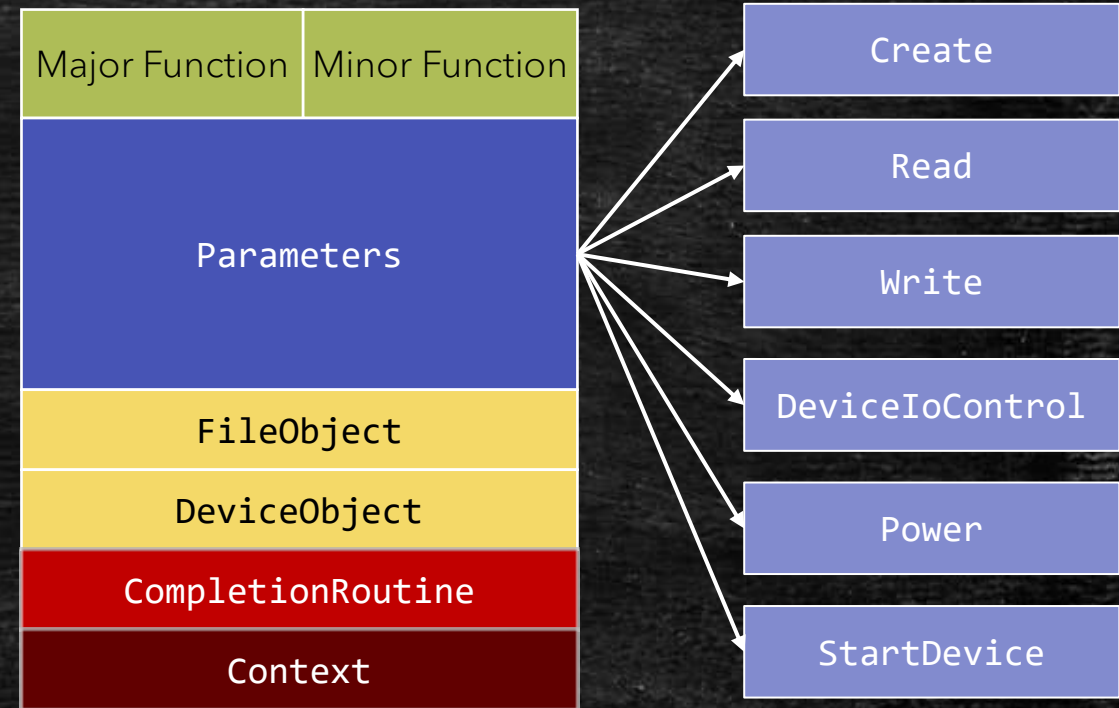 Major Function
Minor Function
Parameters
FileObject
DeviceObject
CompletionRoutine
Context
Create
Read
Write
DeviceIoControl
Power
StartDevice